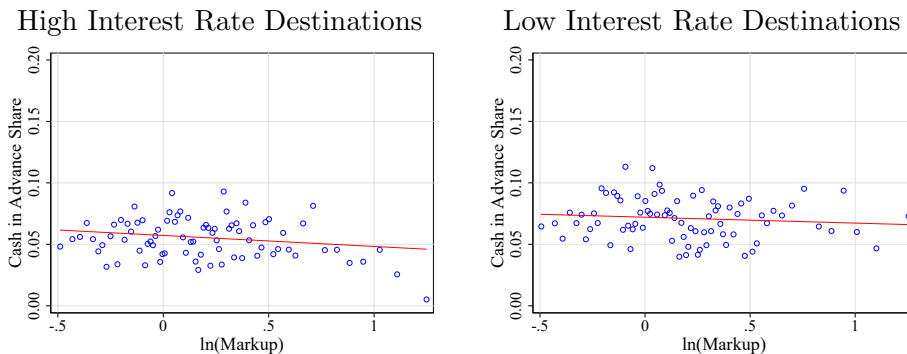 High Interest Rate Destinations
Cash in Advance Share
0.20
0.15
0.10
0.05
0.00
-.5 0 .5 1
ln(Markup)
Low Interest Rate Destinations
Cash in Advance Share
0.20
0.15
0.10
0.05
0.00
-.5 0 .5 1
ln(Markup)